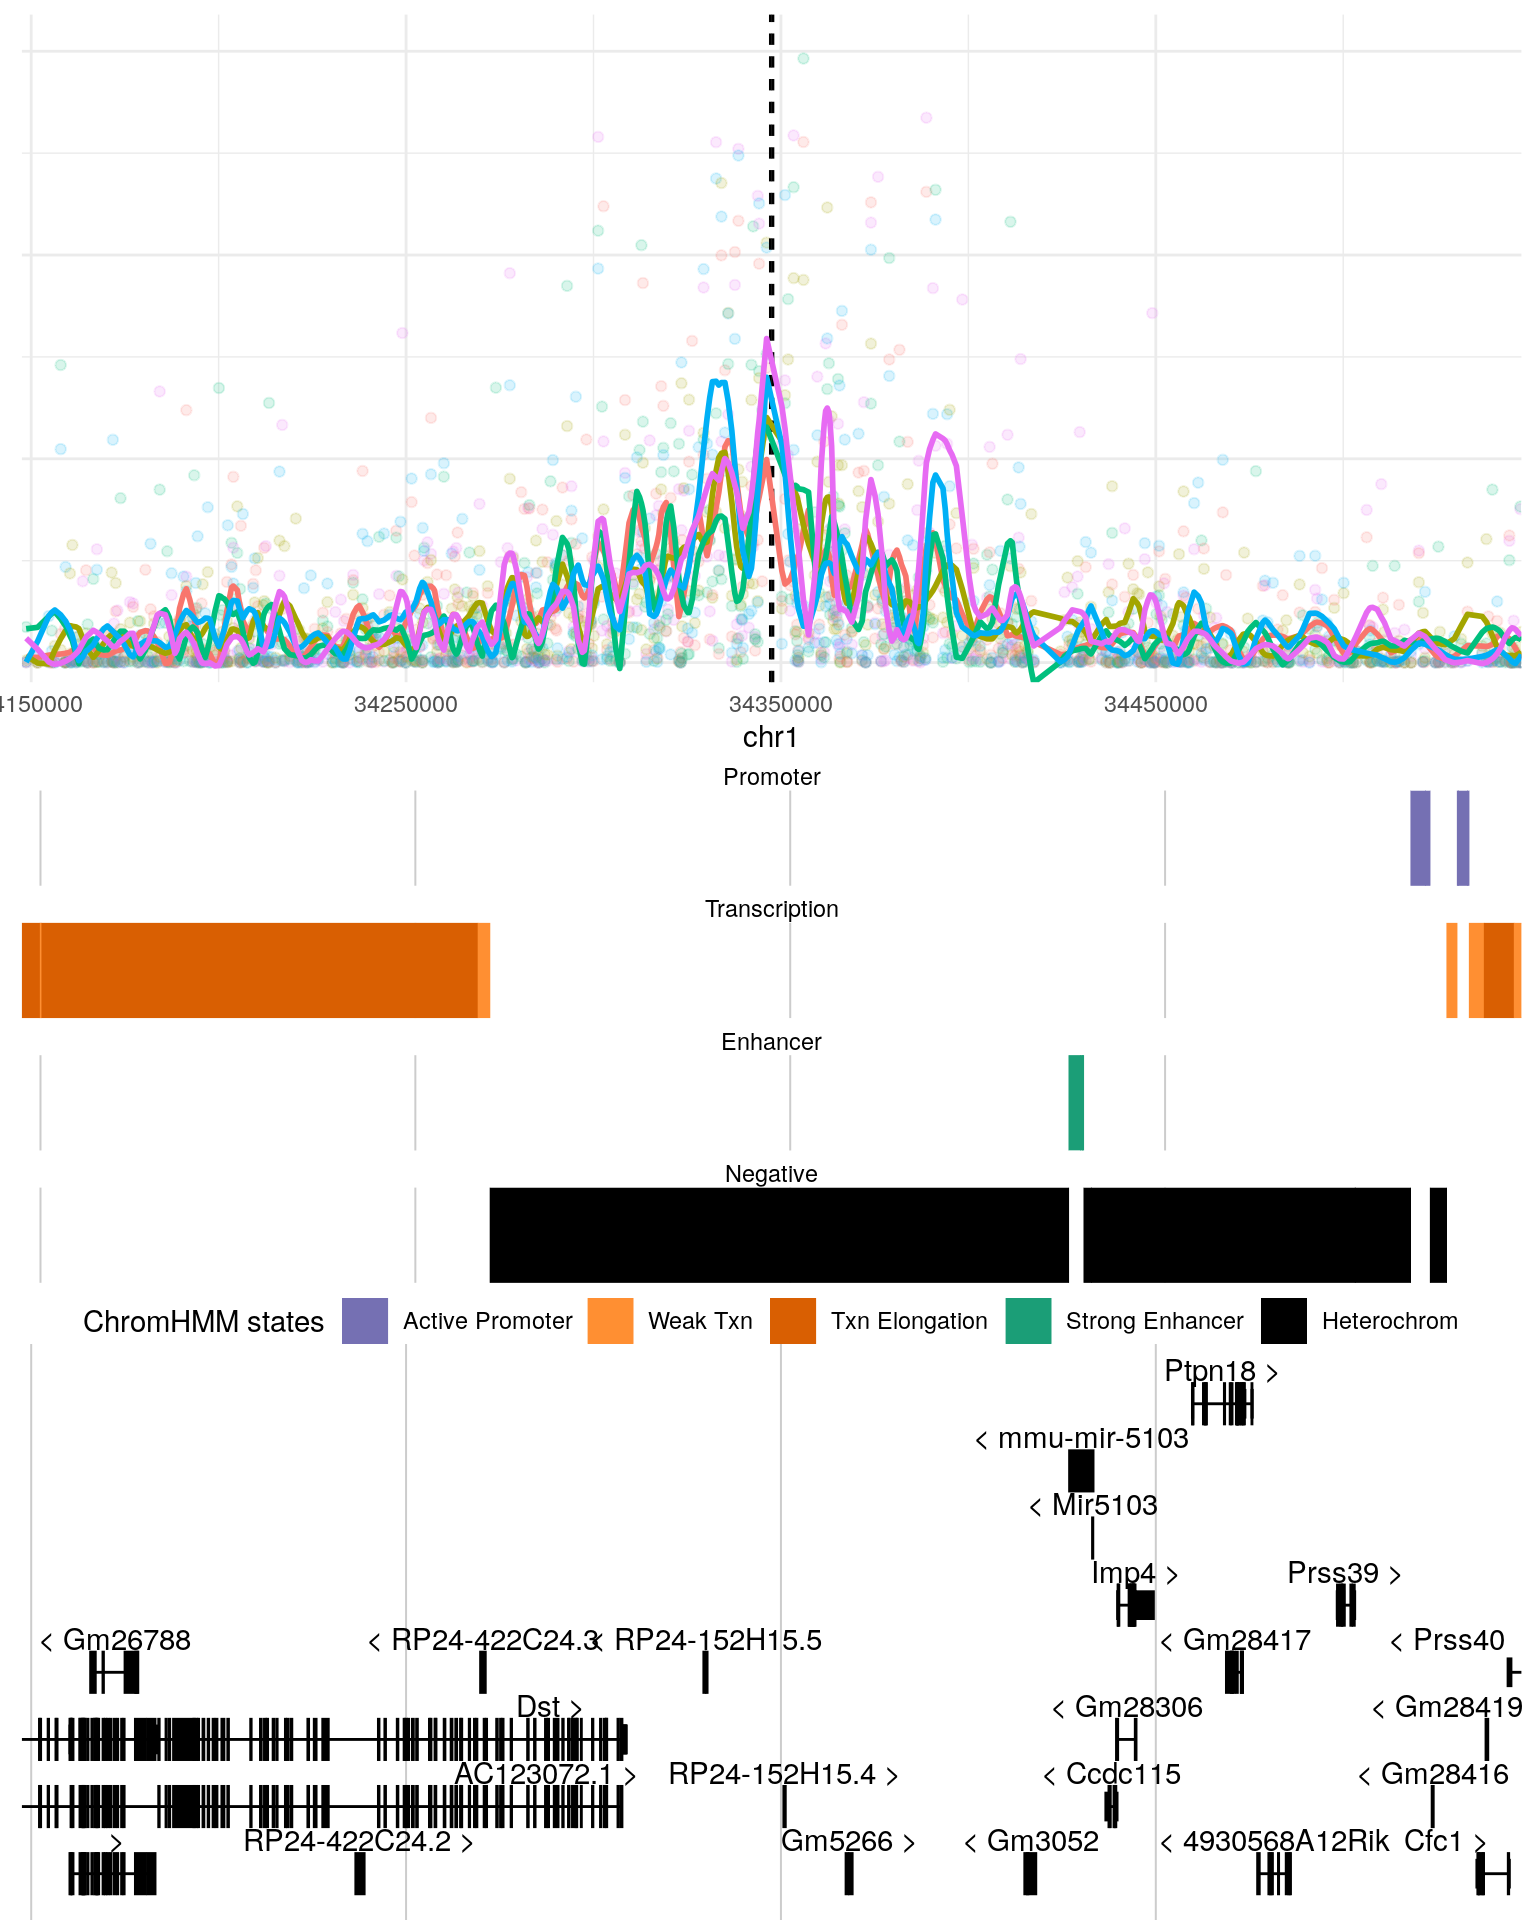 4150000 34250000 34350000 34450000
chr1
Promoter
Transcription
Enhancer
Negative
ChromHMM states Active Promoter Weak Txn Txn Elongation Strong Enhancer Heterochrom
Ptpn18 >
< mmu-mir-5103
< Mir5103
Imp4 > Prss39 >
< Gm26788 < RP24-422C24.3 < RP24-152H15.5 < Gm28417 < Prss40
Dst > < Gm28306 < Gm28419
AC123072.1 > RP24-152H15.4 > < Ccdc115 < Gm28416
> RP24-422C24.2 > Gm5266 > < Gm3052 < 4930568A12Rik Cfc1 >